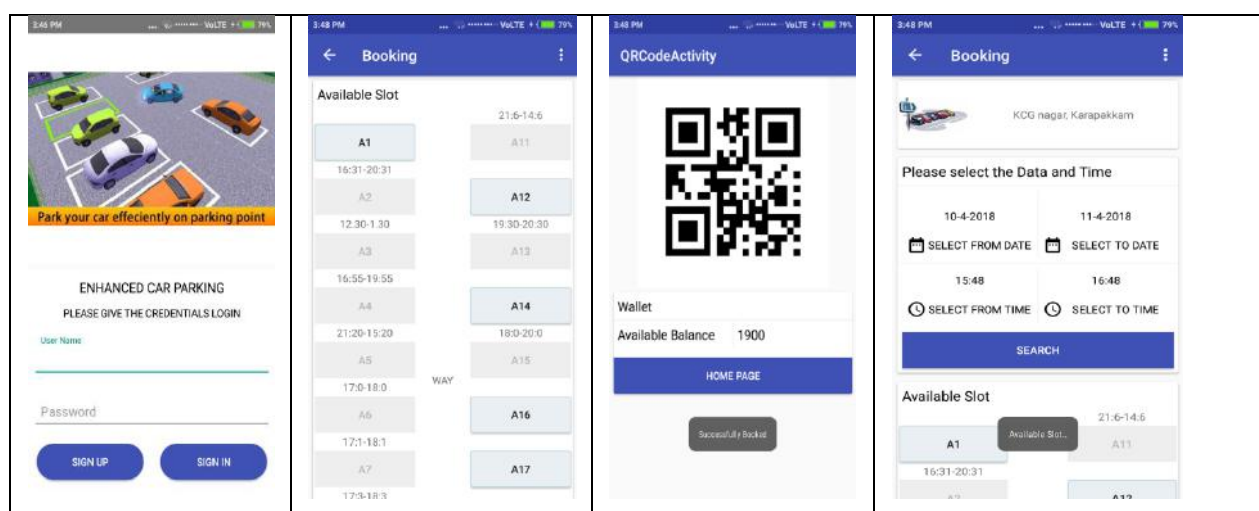 3:46 PM VoLTE 79%
Park your car effeciently on parking point
ENHANCED CAR PARKING
PLEASE GIVE THE CREDENTIALS LOGIN
User Name
Password
SIGN UP SIGN IN
3:48 PM VoLTE 79%
Booking
Available Slot
21:6-14:6
A1 A11
16:31-20:31
A2 A12
12:30-1:30 19:30-20:30
A3 A13
16:55-19:55
A4 A14
21:20-15:20 18:0-20:0
A5 A15
WAY
17:0-18:0
A6 A16
17:1-18:1
A7 A17
17:3-18:3
3:48 PM VoLTE 79%
QRCodeActivity
Wallet
Available Balance 1900
HOME PAGE
Successfully Booked
3:48 PM VoLTE 79%
Booking
KCG nagar, Karapakkam
Please select the Data and Time
10-4-2018 11-4-2018
SELECT FROM DATE SELECT TO DATE
15:48 16:48
SELECT FROM TIME SELECT TO TIME
SEARCH
Available Slot
21:6-14:6
A1 Available Slot.. A11
16:31-20:31
A2 A12